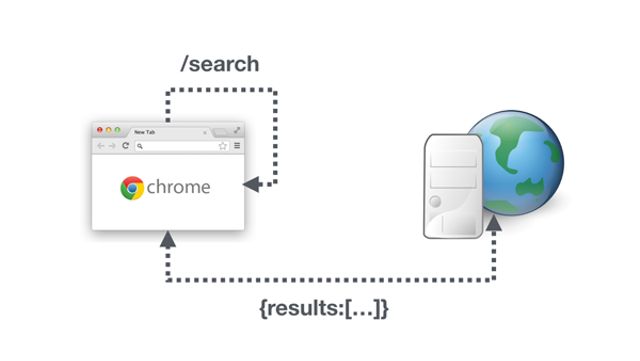 /search
New Tab
chrome
{results:[…]}